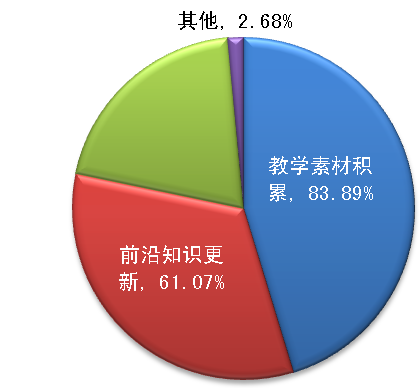 其他, 2.68%
教学素材积
累, 83.89%
前沿知识更
新, 61.07%